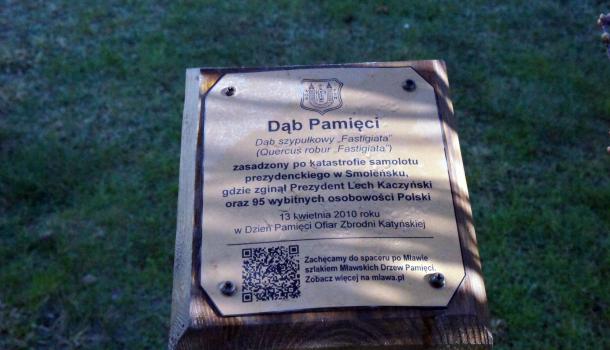 Dąb Pamięci
Dąb szypułkowy „Fastigiata"
(Quercus robur „Fastigiata")
zasadzony po katastrofie samolotu
prezydenckiego w Smoleńsku,
gdzie zginął Prezydent Lech Kaczyński
oraz 95 wybitnych osobowości Polski
13 kwietnia 2010 roku
w Dzień Pamięci Ofiar Zbrodni Katyńskiej
Zachęcamy do spaceru po Mławie
szlakiem Mławskich Drzew Pamięci.
Zobacz więcej na mlawa.pl